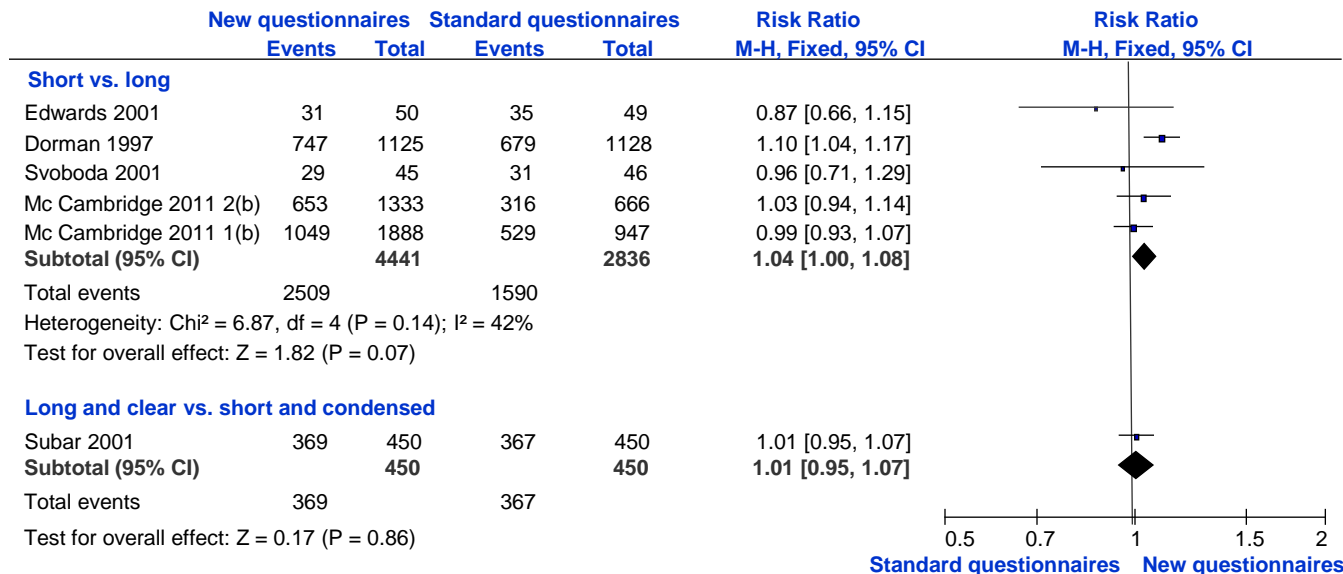 New questionnaires Standard questionnaires Risk Ratio Risk Ratio
Events Total Events Total M-H, Fixed, 95% CI M-H, Fixed, 95% CI
Short vs. long
Edwards 2001 31 50 35 49 0.87 [0.66, 1.15]
Dorman 1997 747 1125 679 1128 1.10 [1.04, 1.17]
Svoboda 2001 29 45 31 46 0.96 [0.71, 1.29]
Mc Cambridge 2011 2(b) 653 1333 316 666 1.03 [0.94, 1.14]
Mc Cambridge 2011 1(b) 1049 1888 529 947 0.99 [0.93, 1.07]
Subtotal (95% CI) 4441 2836 1.04 [1.00, 1.08]
Total events 2509 1590
Heterogeneity: Chi² = 6.87, df = 4 (P = 0.14); I² = 42%
Test for overall effect: Z = 1.82 (P = 0.07)
Long and clear vs. short and condensed
Subar 2001 369 450 367 450 1.01 [0.95, 1.07]
Subtotal (95% CI) 450 450 1.01 [0.95, 1.07]
Total events 369 367
Test for overall effect: Z = 0.17 (P = 0.86)
0.5 0.7 1 1.5 2
Standard questionnaires New questionnaires